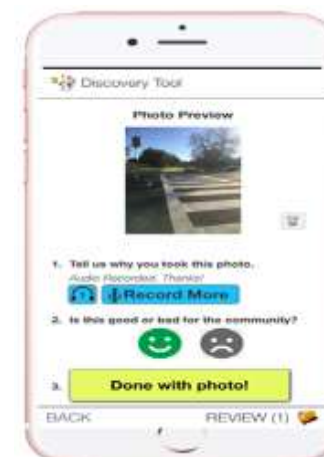 Discovery Tool
Photo Preview
1. Tell us why you took this photo.
Audio Recorded. Thanks!
Record More
2. Is this good or bad for the community?
3. Done with photo!
BACK REVIEW (1)